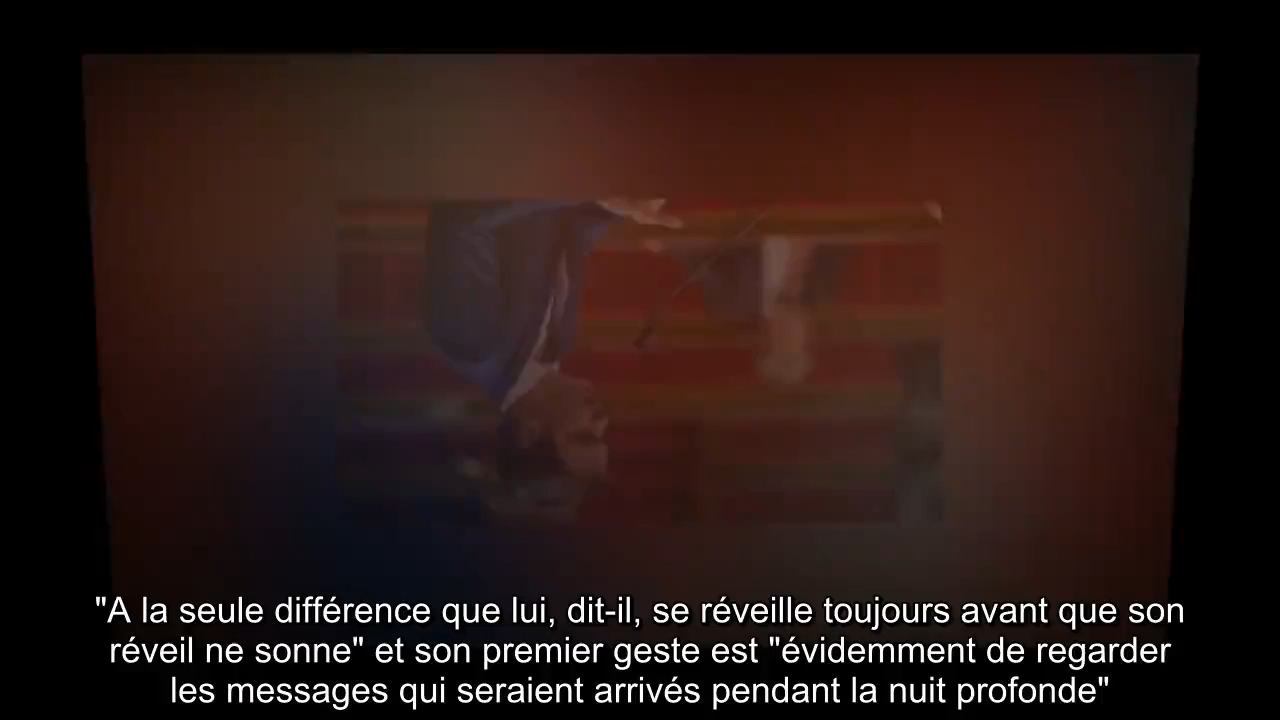 "A la seule différence que lui, dit-il, se réveille toujours avant que son
réveil ne sonne" et son premier geste est "évidemment de regarder
les messages qui seraient arrivés pendant la nuit profonde"